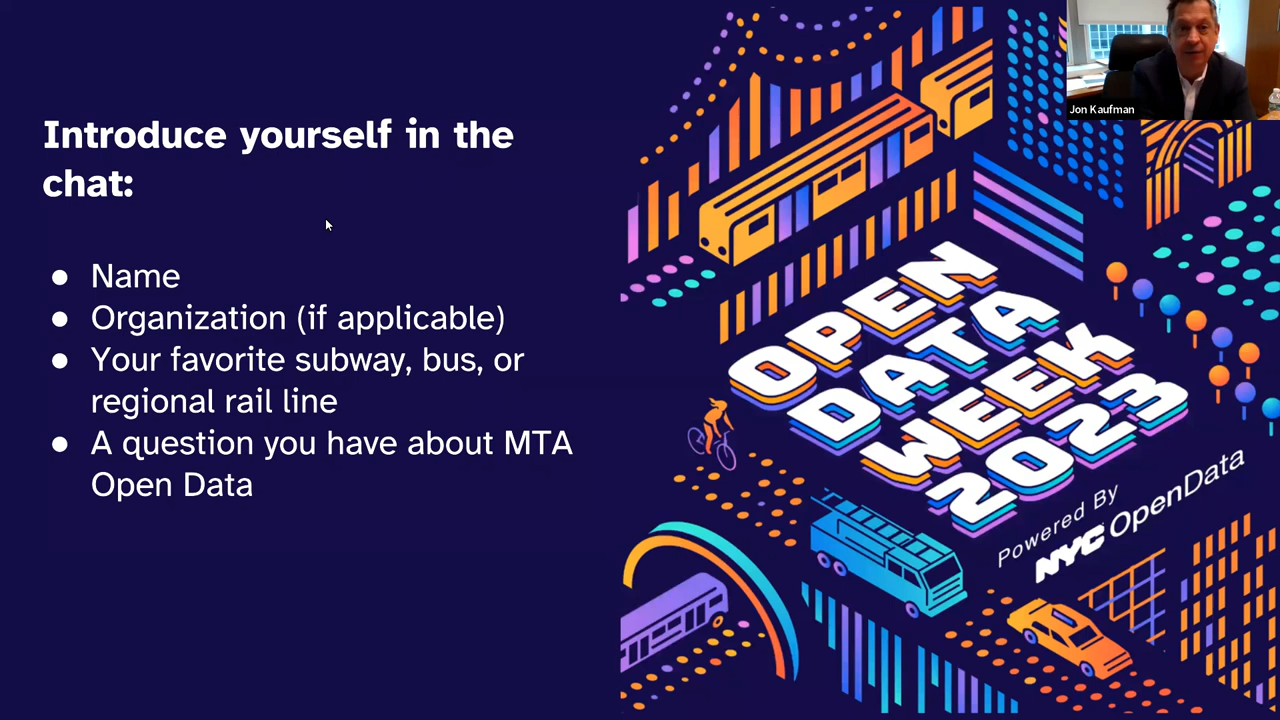 Introduce yourself in the
chat:
● Name
● Organization (if applicable)
● Your favorite subway, bus, or
regional rail line
● A question you have about MTA
Open Data
OPEN
DATA
WEEK
2023
Powered By
NYC OpenData
Jon Kaufman